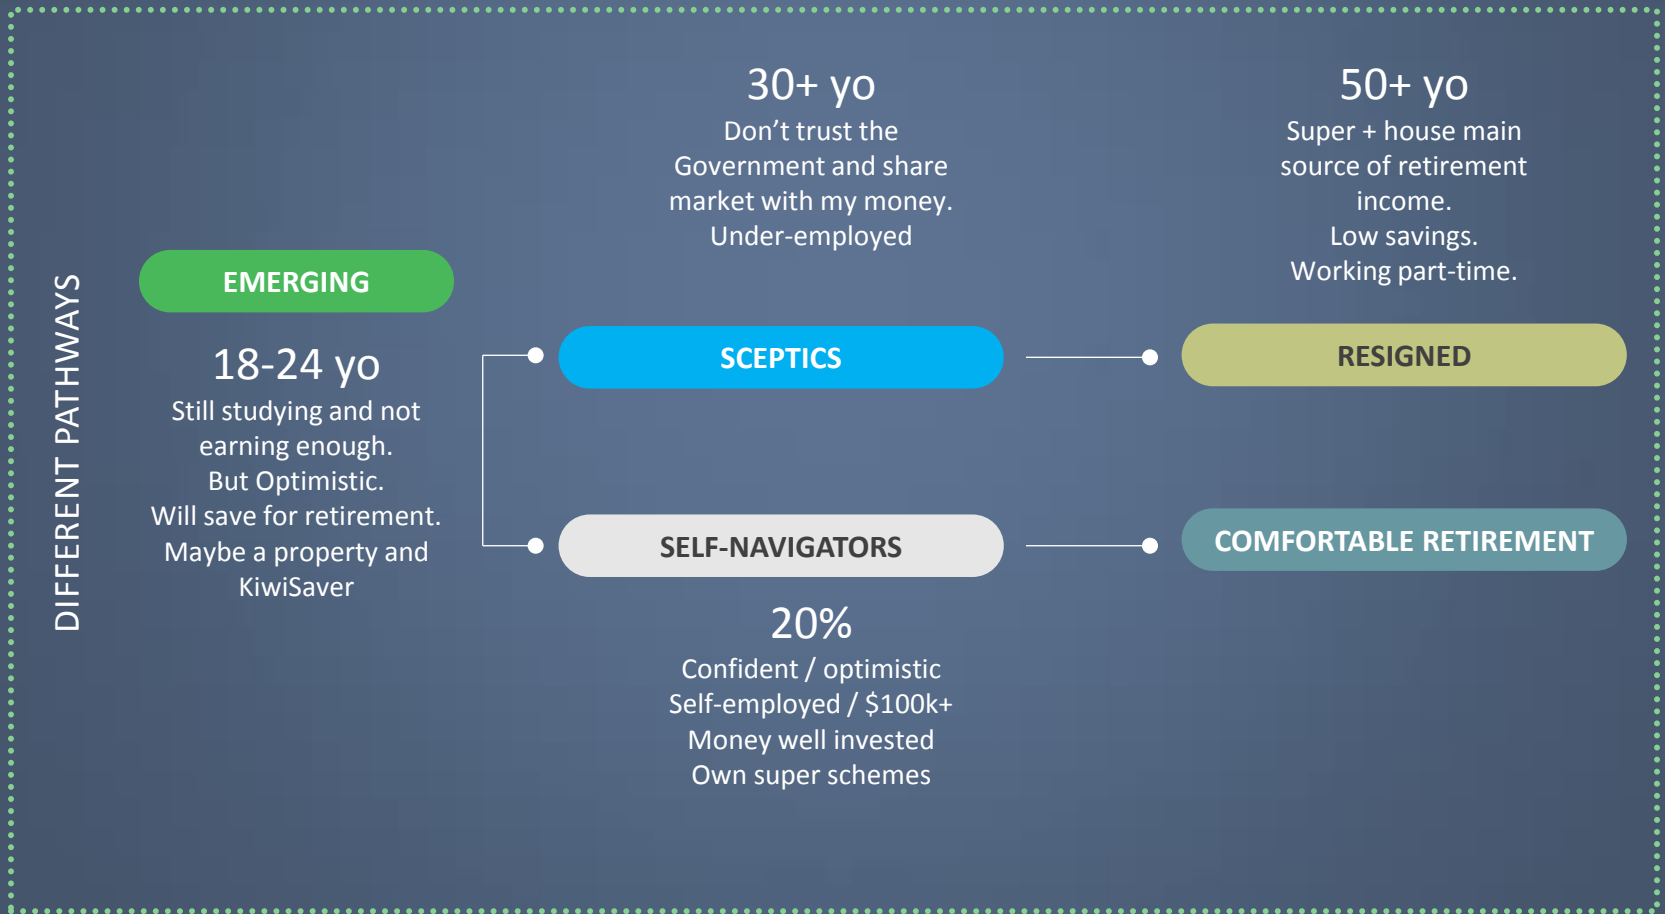 DIFFERENT PATHWAYS
EMERGING
18-24 yo
Still studying and not
earning enough.
But Optimistic.
Will save for retirement.
Maybe a property and
KiwiSaver
30+ yo
Don’t trust the
Government and share
market with my money.
Under-employed
SCEPTICS
SELF-NAVIGATORS
20%
Confident / optimistic
Self-employed / $100k+
Money well invested
Own super schemes
50+ yo
Super + house main
source of retirement
income.
Low savings.
Working part-time.
RESIGNED
COMFORTABLE RETIREMENT